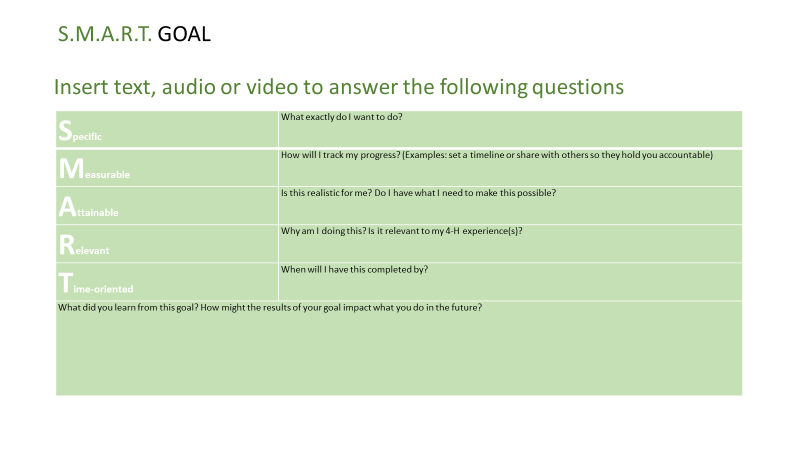 S.M.A.R.T. GOAL
Insert text, audio or video to answer the following questions
Specific
What exactly do I want to do?
Measurable
How will I track my progress? (Examples: set a timeline or share with others so they hold you accountable)
Attainable
Is this realistic for me? Do I have what I need to make this possible?
Relevant
Why am I doing this? Is it relevant to my 4-H experience(s)?
Time-oriented
When will I have this completed by?
What did you learn from this goal? How might the results of your goal impact what you do in the future?